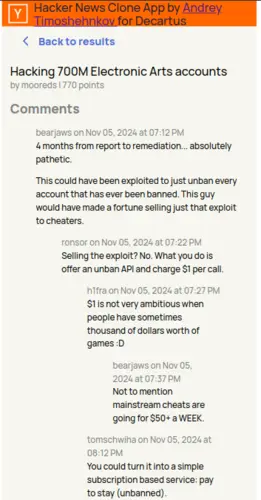 Y
Hacker News Clone App by Andrey
Timoshehnkov for Decartus
Back to results
Hacking 700M Electronic Arts accounts
by mooreds | 770 points
Comments
bearjaws on Nov 05, 2024 at 07:12 PM
4 months from report to remediation... absolutely
pathetic.
This could have been exploited to just unban every
account that has ever been banned. This guy
would have made a fortune selling just that exploit
to cheaters.
ronsor on Nov 05, 2024 at 07:22 PM
Selling the exploit? No. What you do is
offer an unban API and charge $1 per call.
h1fra on Nov 05, 2024 at 07:27 PM
$1 is not very ambitious when
people have sometimes
thousand of dollars worth of
games :D
bearjaws on Nov 05,
2024 at 07:37 PM
Not to mention
mainstream cheats are
going for $50+ a WEEK.
tomschwiha on Nov 05, 2024 at
08:12 PM
You could turn it into a simple
subscription based service: pay
to stay (unbanned).